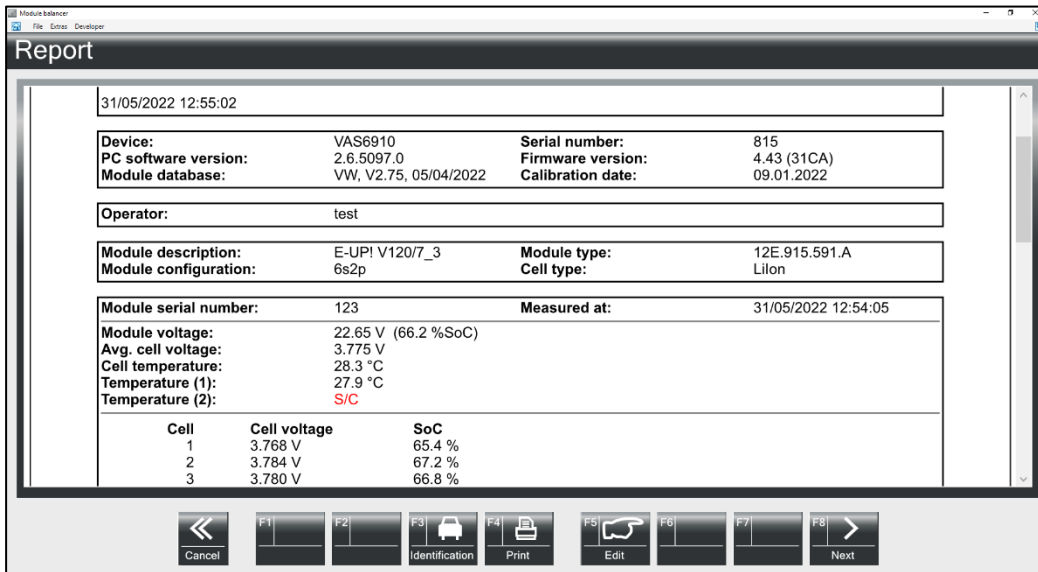 Module balancer
File Extras Developer
Report
31/05/2022 12:55:02
Device: VAS6910 Serial number: 815
PC software version: 2.6.5097.0 Firmware version: 4.43 (31CA)
Module database: VW, V2.75, 05/04/2022 Calibration date: 09.01.2022
Operator: test
Module description: E-UP! V120/7_3 Module type: 12E.915.591.A
Module configuration: 6s2p Cell type: LiIon
Module serial number: 123 Measured at: 31/05/2022 12:54:05
Module voltage: 22.65 V (66.2 %SoC)
Avg. cell voltage: 3.775 V
Cell temperature: 28.3 °C
Temperature (1): 27.9 °C
Temperature (2): S/C
Cell Cell voltage SoC
1 3.768 V 65.4 %
2 3.784 V 67.2 %
3 3.780 V 66.8 %
F1 F2 F3 F4 F5 F6 F7 F8
Cancel Identification Print Edit Next